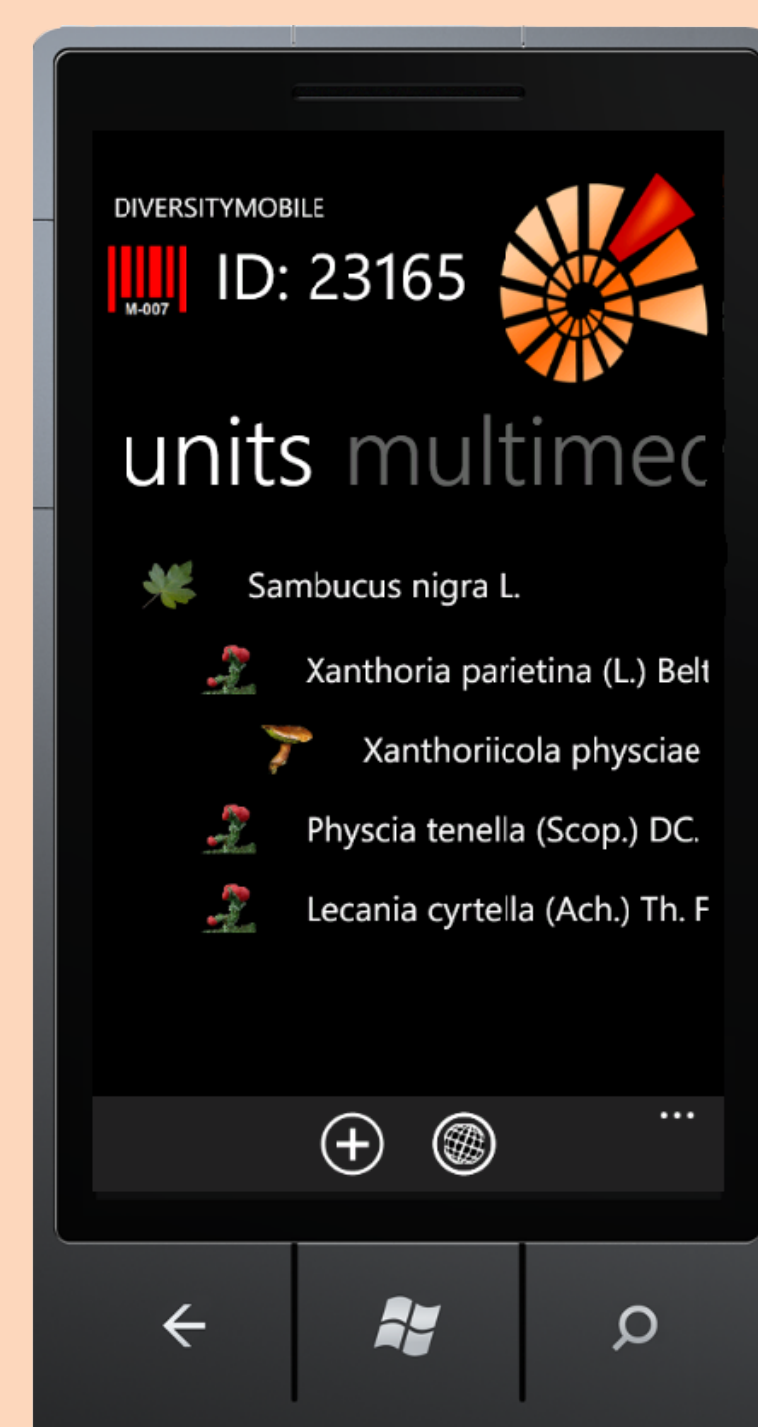 DIVERSITYMOBILE
M-007 ID: 23165
units multimec
Sambucus nigra L.
Xanthoria parietina (L.) Belt
Xanthoriicola physciae
Physcia tenella (Scop.) DC.
Lecania cyrtella (Ach.) Th. F